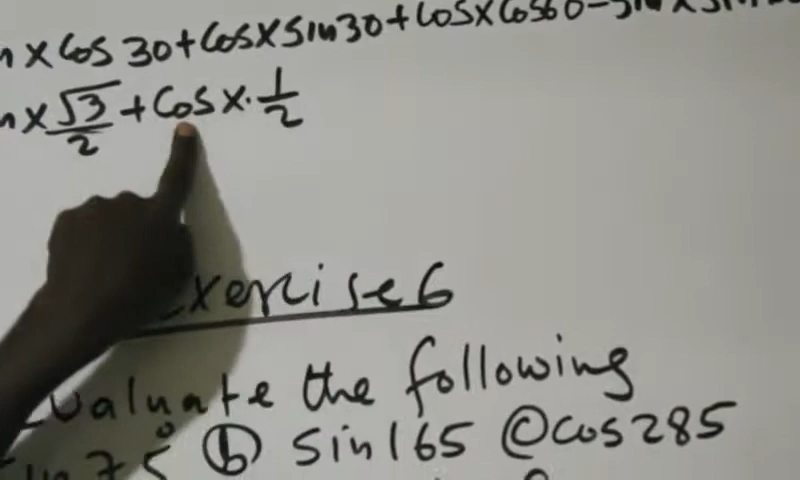 x cos 30 + cos x sin 30 + cos x cos 60 -
x √3/2 + cos x · 1/2
Exercise 6
Evaluate the following
75° (b) sin 165 (c) cos 285